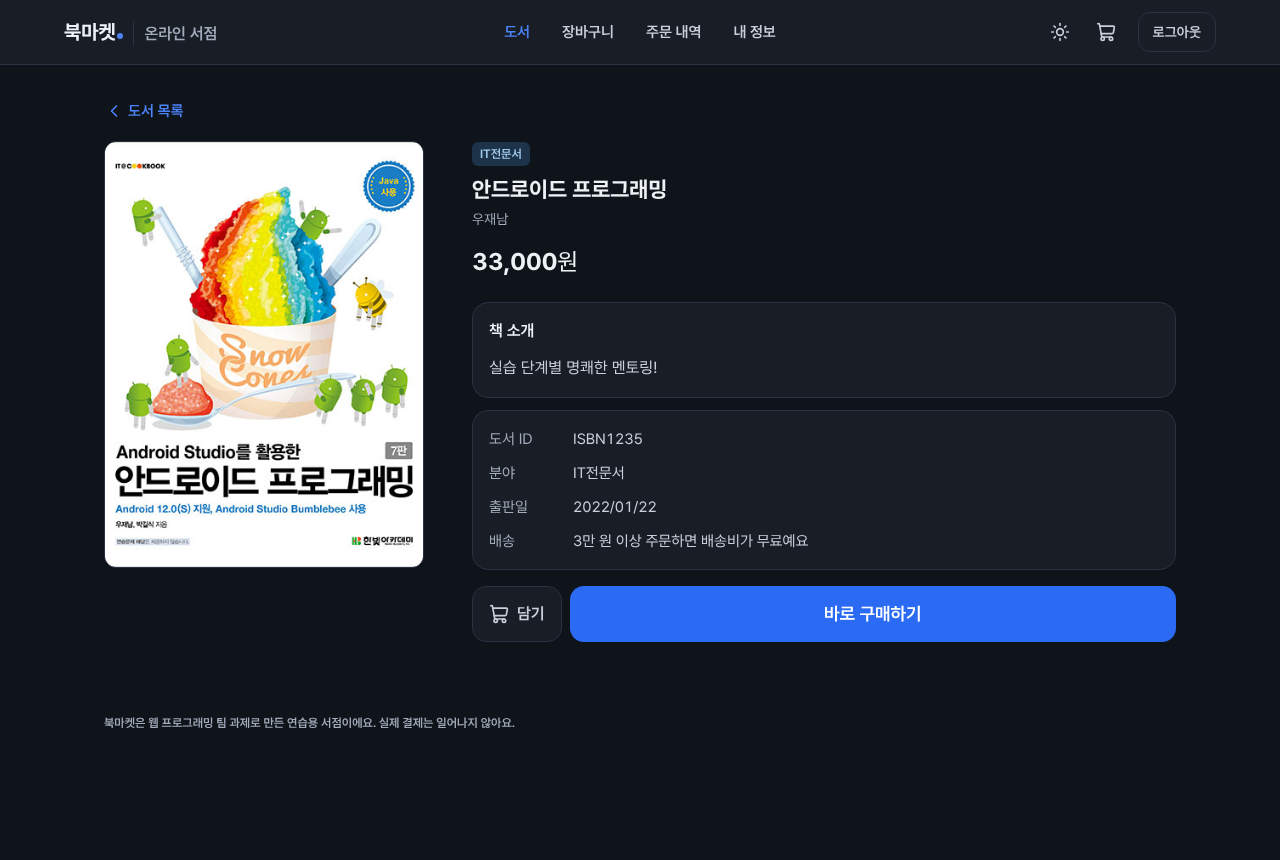 북마켓
온라인 서점
도서
장바구니
주문 내역
내 정보
로그아웃
도서 목록
IT@COOKBOOK
Java
사용
Snow
Cones
Android Studio를 활용한
7판
안드로이드 프로그래밍
Android 12.0(S) 지원, Android Studio Bumblebee 사용
우재남, 박길식 지음
한빛아카데미
IT전문서
안드로이드 프로그래밍
우재남
33,000원
책 소개
실습 단계별 명쾌한 멘토링!
도서 ID ISBN1235
분야 IT전문서
출판일 2022/01/22
배송 3만 원 이상 주문하면 배송비가 무료예요
담기
바로 구매하기
북마켓은 웹 프로그래밍 팀 과제로 만든 연습용 서점이에요. 실제 결제는 일어나지 않아요.